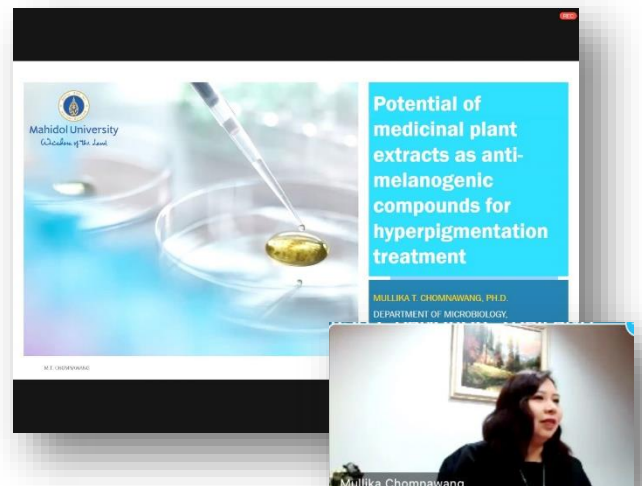 REC
Mahidol University
Wisdom of the Land
Potential of
medicinal plant
extracts as anti-
melanogenic
compounds for
hyperpigmentation
treatment
MULLIKA T. CHOMNAWANG, PH.D.
DEPARTMENT OF MICROBIOLOGY,
M.T. CHOMNAWANG
Mullika Chomnawang